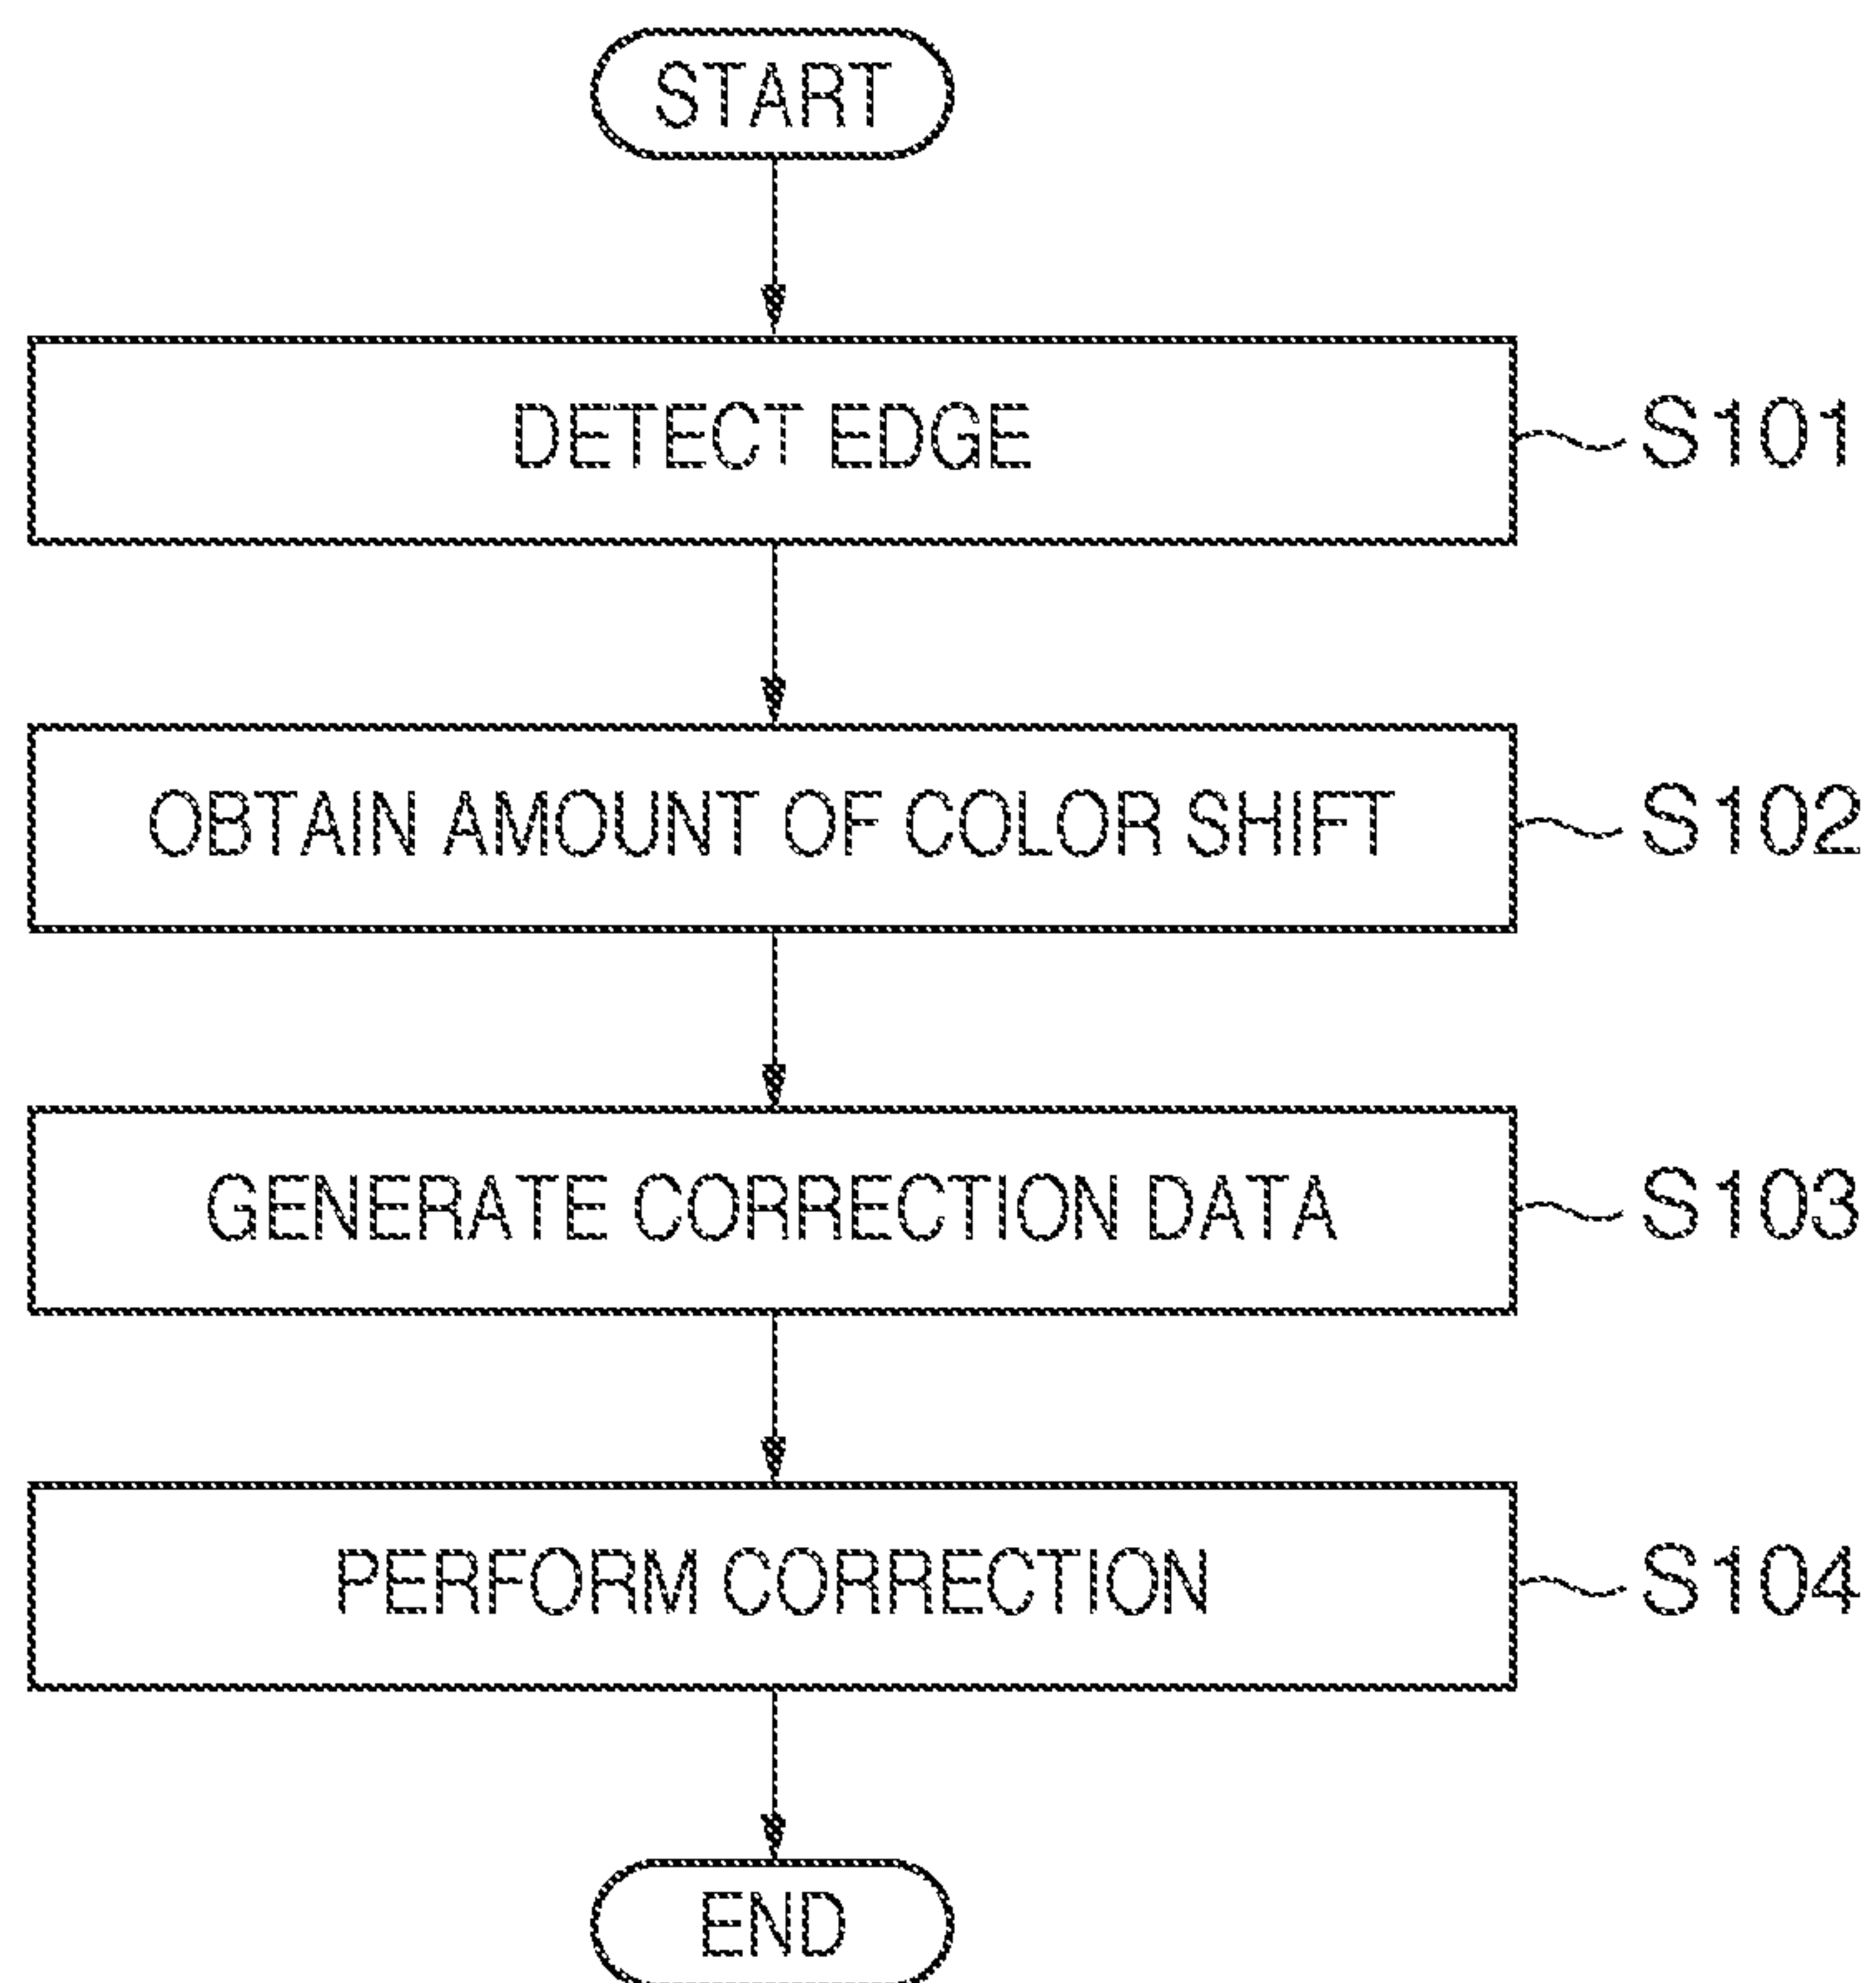 START
DETECT EDGE
S101
OBTAIN AMOUNT OF COLOR SHIFT
S102
GENERATE CORRECTION DATA
S103
PERFORM CORRECTION
S104
END